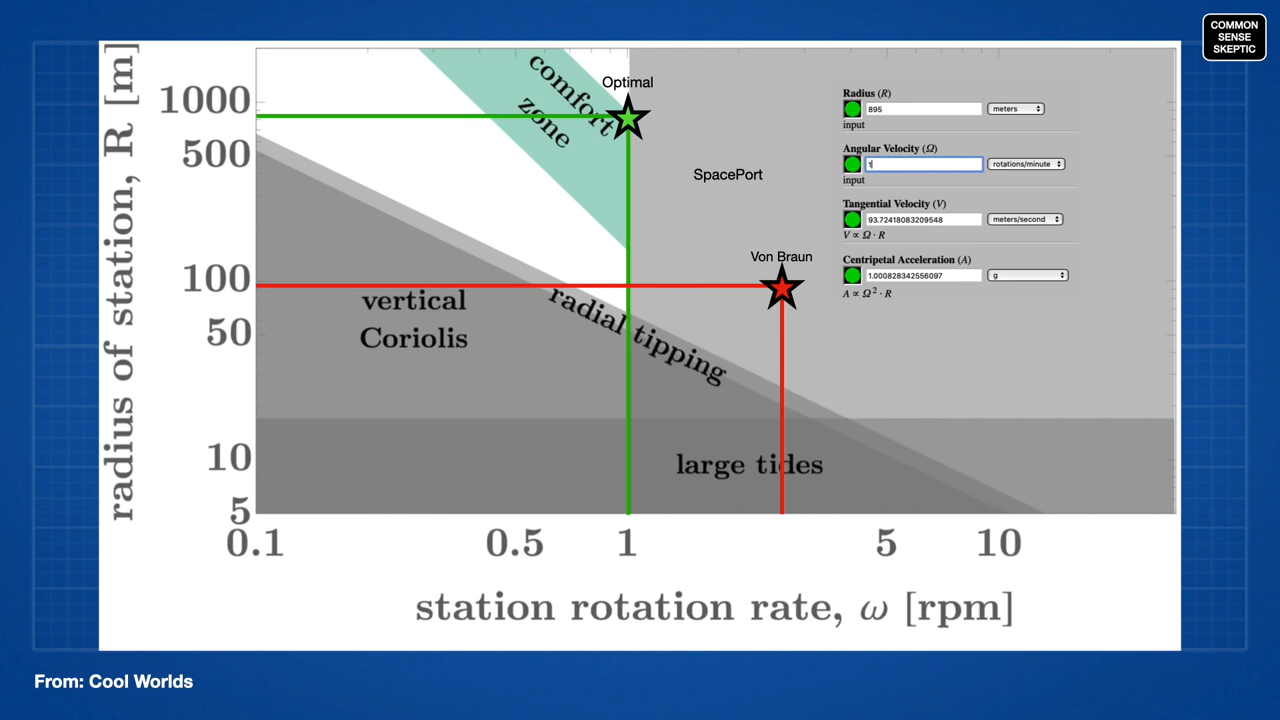 COMMON
SENSE
SKEPTIC
radius of station, R [m]
1000
500
100
50
10
5
0.1
0.5
1
5
10
station rotation rate, ω [rpm]
comfort
zone
Optimal
SpacePort
Von Braun
vertical
Coriolis
radial tipping
large tides
Radius (R)
895
meters
input
Angular Velocity (Ω)
1
rotations/minute
input
Tangential Velocity (V)
93.72418083209548
meters/second
V ∝ Ω · R
Centripetal Acceleration (A)
1.000828342556097
g
A ∝ Ω² · R
From: Cool Worlds